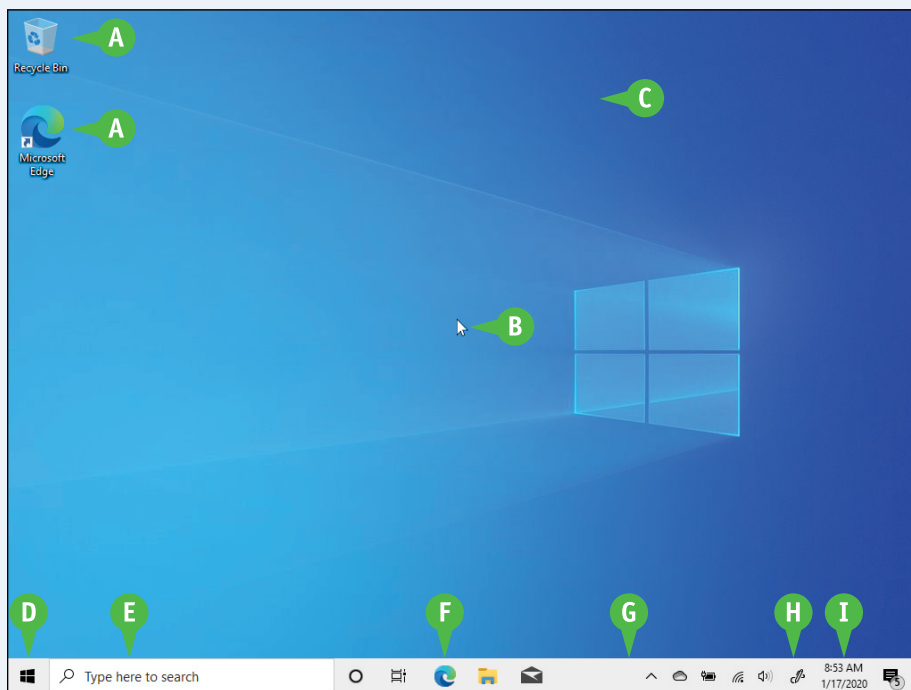 A
Recycle Bin
C
A
Microsoft
Edge
B
D
E
F
G
H
I
Type here to search
8:53 AM
1/17/2020
5